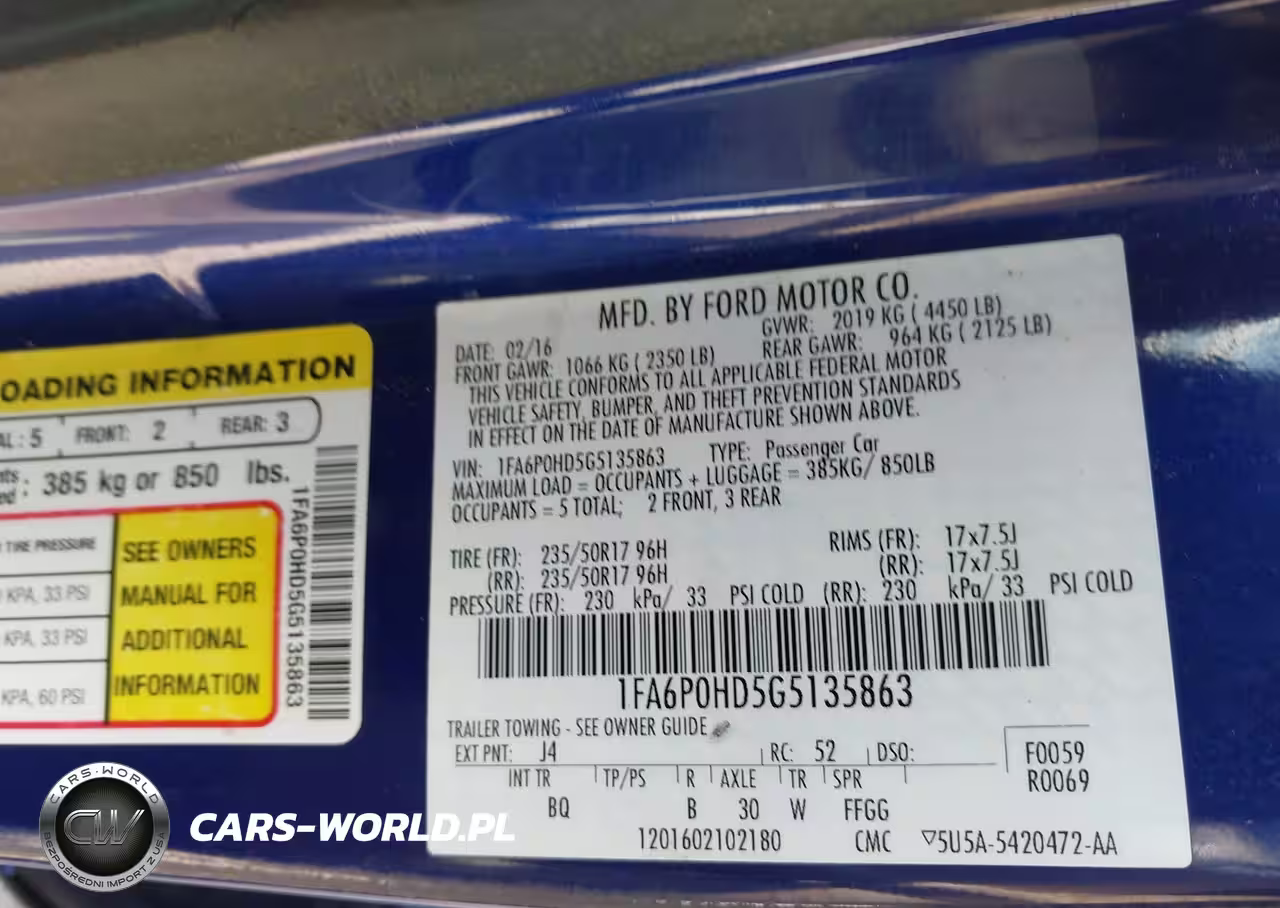 OADING INFORMATION
AL: 5 FRONT: 2 REAR: 3
nts
ed : 385 kg or 850 lbs.
TIRE PRESSURE
KPA, 33 PSI
KPA, 33 PSI
KPA, 60 PSI
SEE OWNERS
MANUAL FOR
ADDITIONAL
INFORMATION
1FA6P0HD5G5135863
MFD. BY FORD MOTOR CO.
DATE: 02/16 GVWR: 2019 KG ( 4450 LB)
FRONT GAWR: 1066 KG ( 2350 LB) REAR GAWR: 964 KG ( 2125 LB)
THIS VEHICLE CONFORMS TO ALL APPLICABLE FEDERAL MOTOR
VEHICLE SAFETY, BUMPER, AND THEFT PREVENTION STANDARDS
IN EFFECT ON THE DATE OF MANUFACTURE SHOWN ABOVE.
VIN: 1FA6P0HD5G5135863 TYPE: Passenger Car
MAXIMUM LOAD = OCCUPANTS + LUGGAGE = 385KG/ 850LB
OCCUPANTS = 5 TOTAL; 2 FRONT, 3 REAR
TIRE (FR): 235/50R17 96H RIMS (FR): 17x7.5J
(RR): 235/50R17 96H (RR): 17x7.5J
PRESSURE (FR): 230 kPa/ 33 PSI COLD (RR): 230 kPa/ 33 PSI COLD
1FA6P0HD5G5135863
TRAILER TOWING - SEE OWNER GUIDE
EXT PNT: J4 RC: 52 DSO: F0059
INT TR TP/PS R AXLE TR SPR R0069
BQ B 30 W FFGG
1201602102180 CMC ▽5U5A-5420472-AA
CARS-WORLD
CW
BEZPOŚREDNI IMPORT Z USA
CARS-WORLD.PL